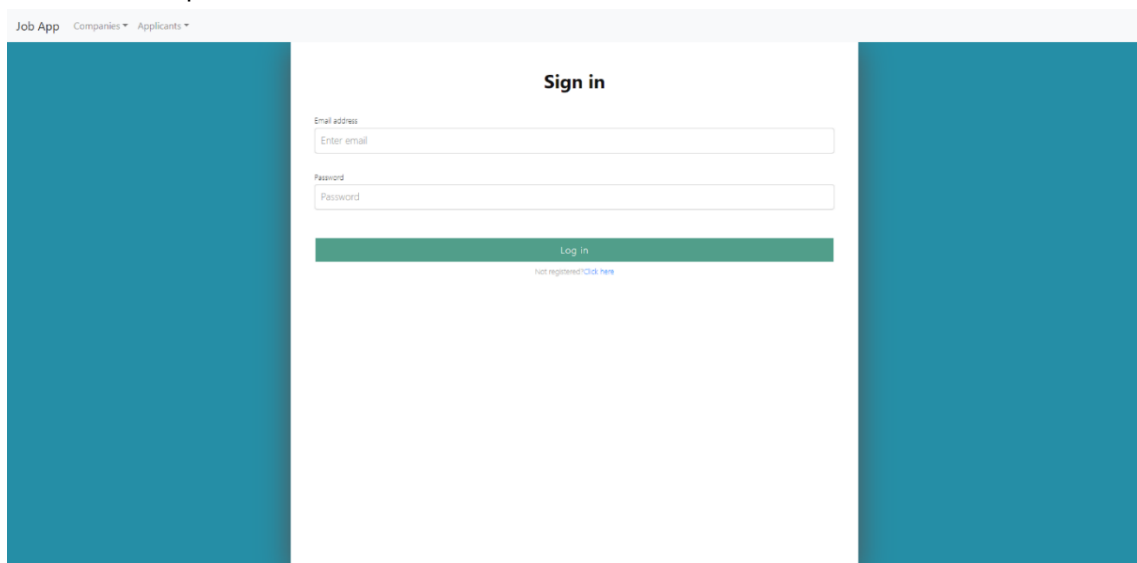 Job App Companies Applicants
Sign in
Email address
Enter email
Password
Password
Log in
Not registered?Click here